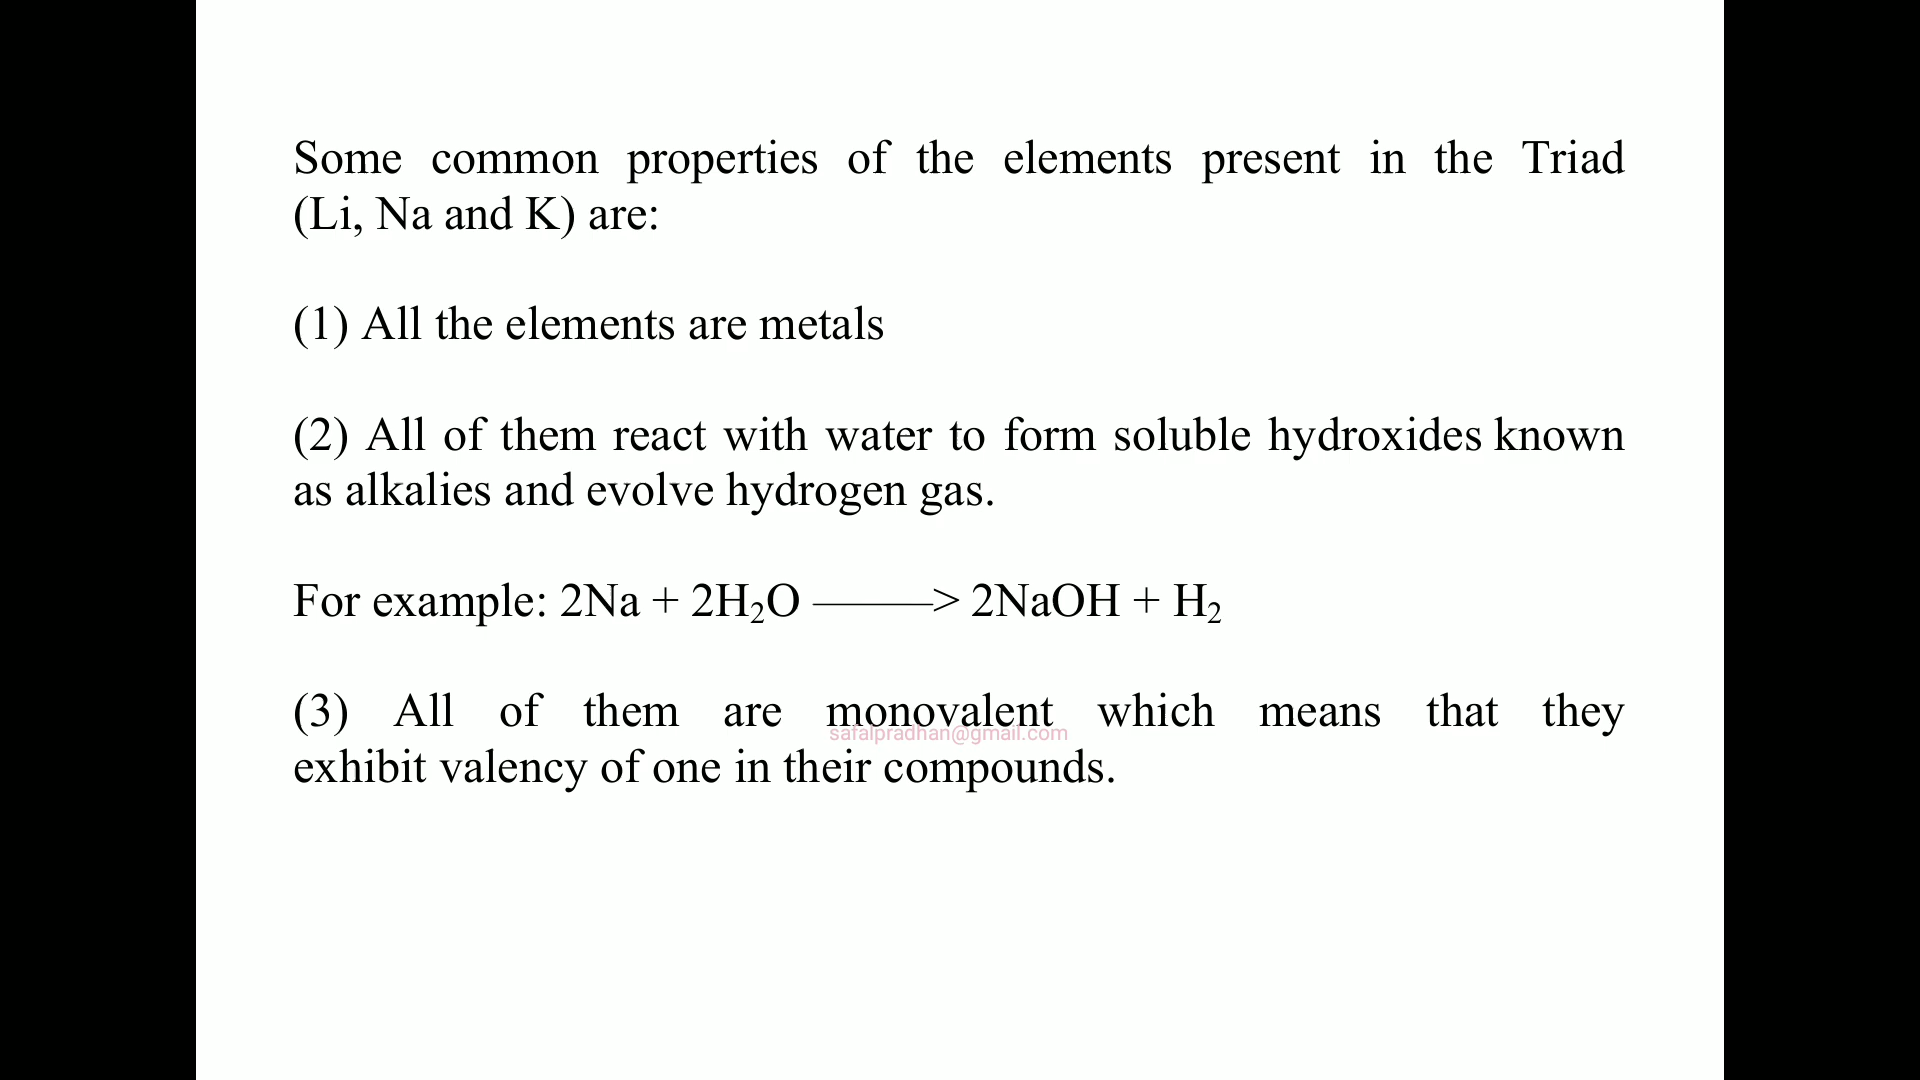 Some common properties of the elements present in the Triad
(Li, Na and K) are:
(1) All the elements are metals
(2) All of them react with water to form soluble hydroxides known
as alkalies and evolve hydrogen gas.
For example: 2Na + 2H₂O ———> 2NaOH + H₂
(3) All of them are monovalent which means that they
safalpradhan@gmail.com
exhibit valency of one in their compounds.